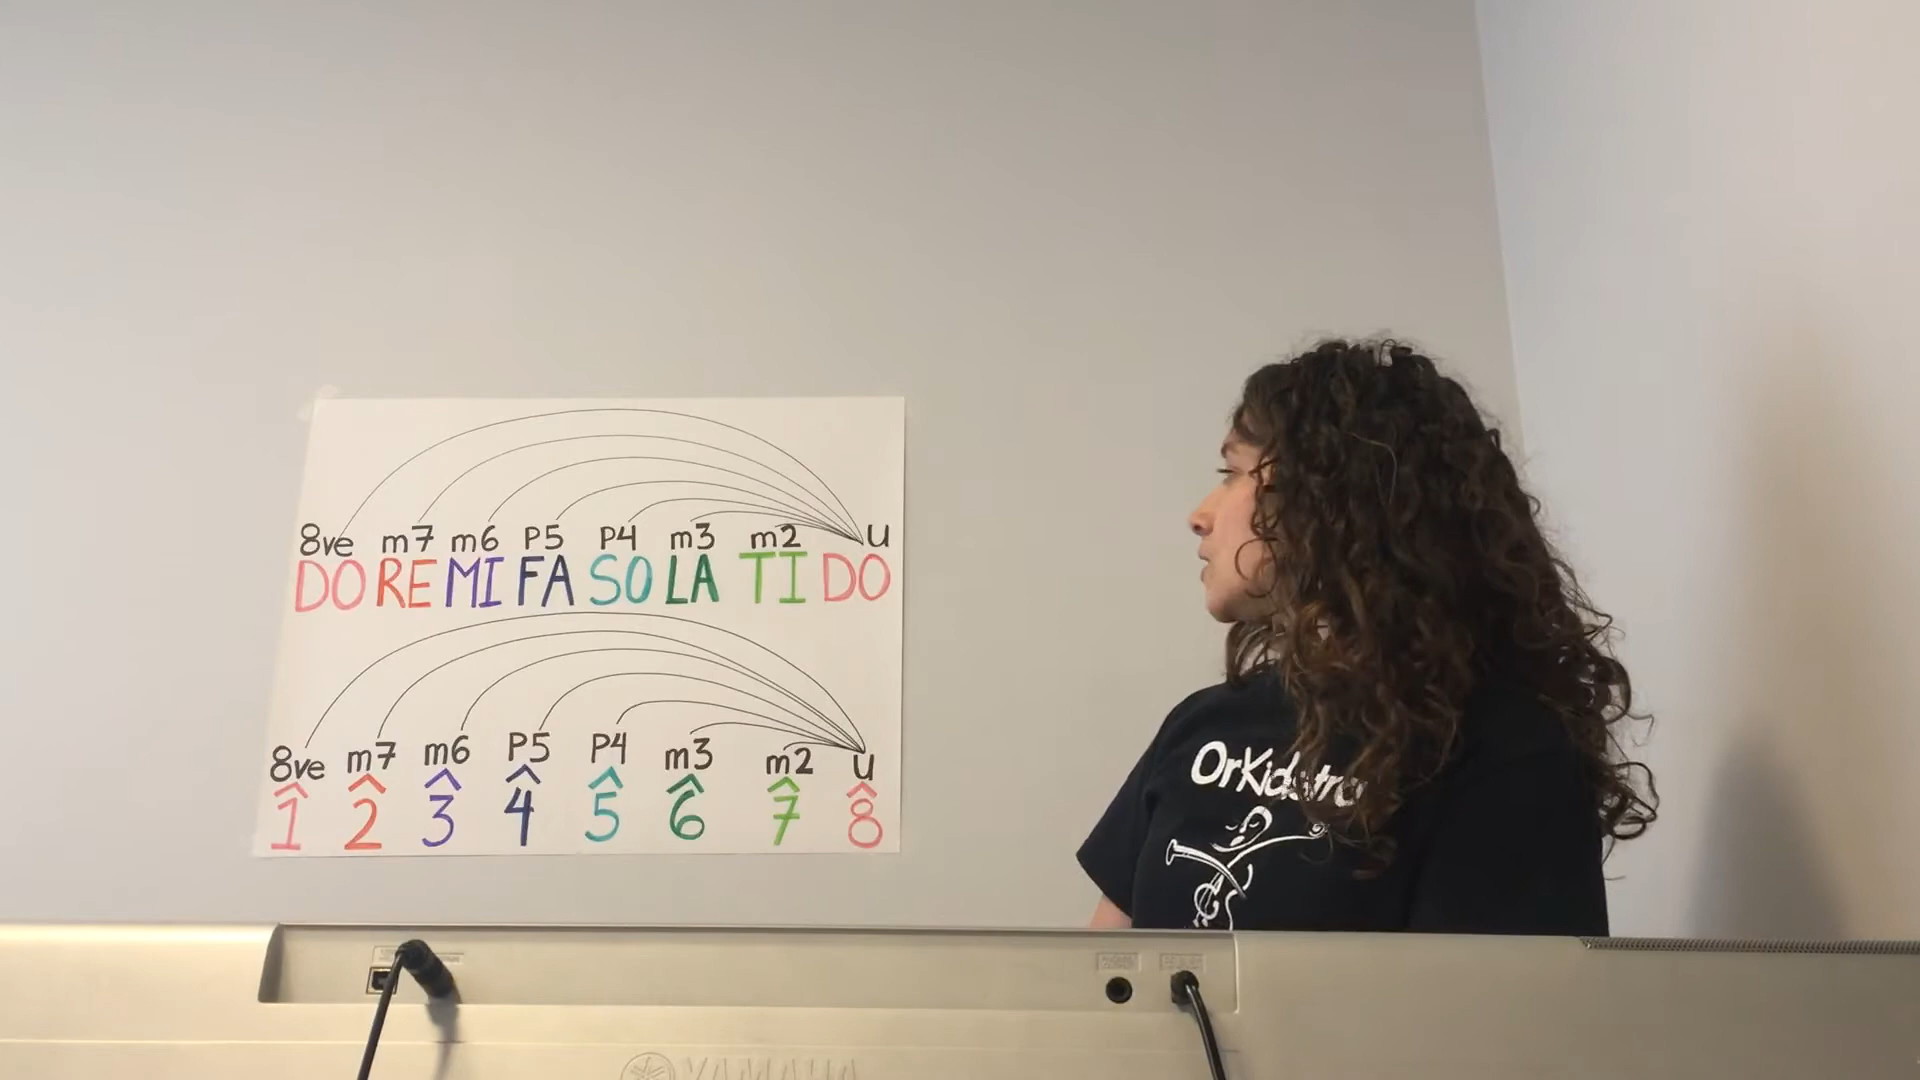 8ve m7 m6 P5 P4 m3 m2 U
DO RE MI FA SO LA TI DO
8ve m7 m6 P5 P4 m3 m2 U
1 2 3 4 5 6 7 8
OrKidstra
YAMAHA